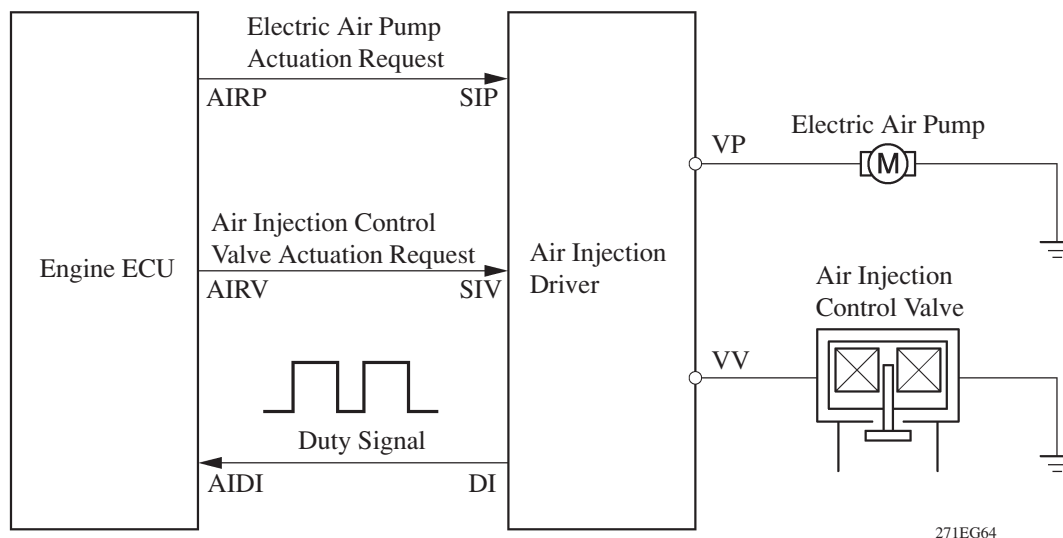 Electric Air Pump
Actuation Request
AIRP
SIP
Electric Air Pump
VP
M
Air Injection Control
Valve Actuation Request
Engine ECU
AIRV
SIV
Air Injection
Driver
Air Injection
Control Valve
VV
Duty Signal
AIDI
DI
271EG64